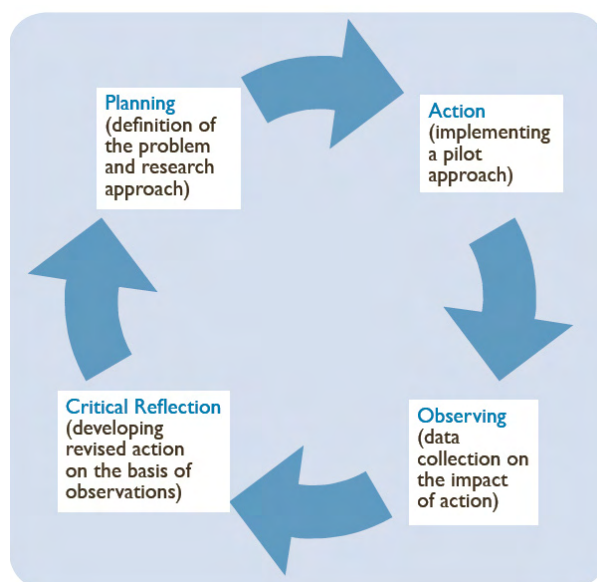 Planning
(definition of
the problem
and research
approach)
Action
(implementing
a pilot
approach)
Observing
(data
collection on
the impact
of action)
Critical Reflection
(developing
revised action
on the basis of
observations)